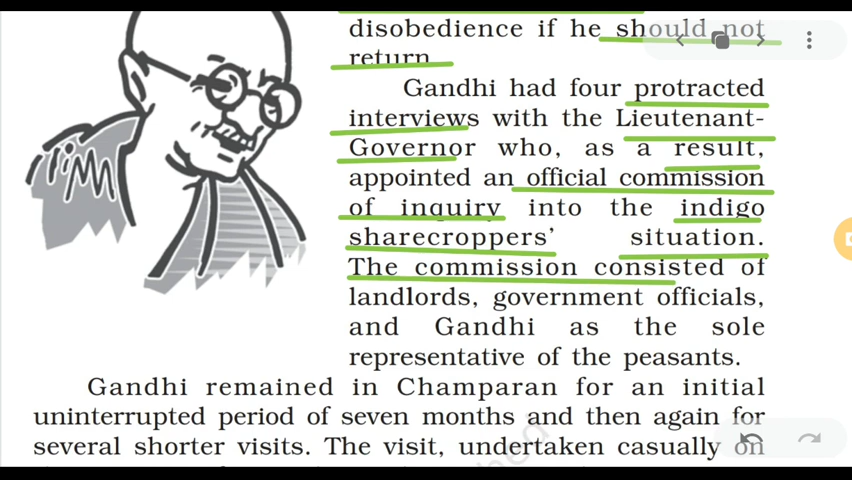 disobedience if he should not
return
Gandhi had four protracted
interviews with the Lieutenant-
Governor who, as a result,
appointed an official commission
of inquiry into the indigo
sharecroppers’ situation.
The commission consisted of
landlords, government officials,
and Gandhi as the sole
representative of the peasants.
Gandhi remained in Champaran for an initial
uninterrupted period of seven months and then again for
several shorter visits. The visit, undertaken casually on